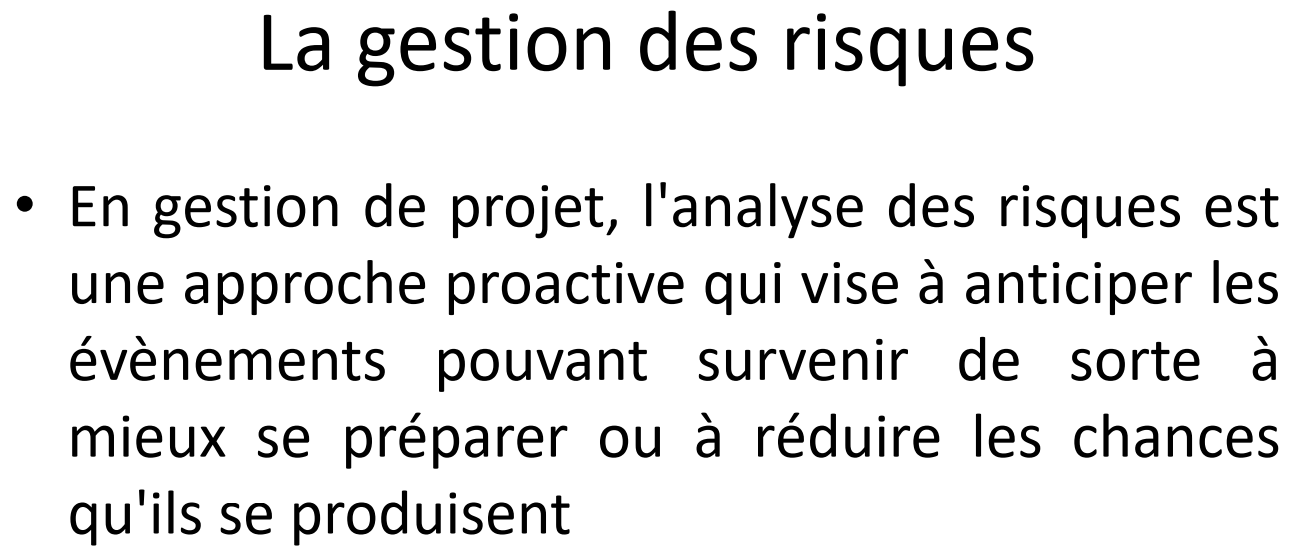 La gestion des risques
• En gestion de projet, l'analyse des risques est
une approche proactive qui vise à anticiper les
évènements pouvant survenir de sorte à
mieux se préparer ou à réduire les chances
qu'ils se produisent